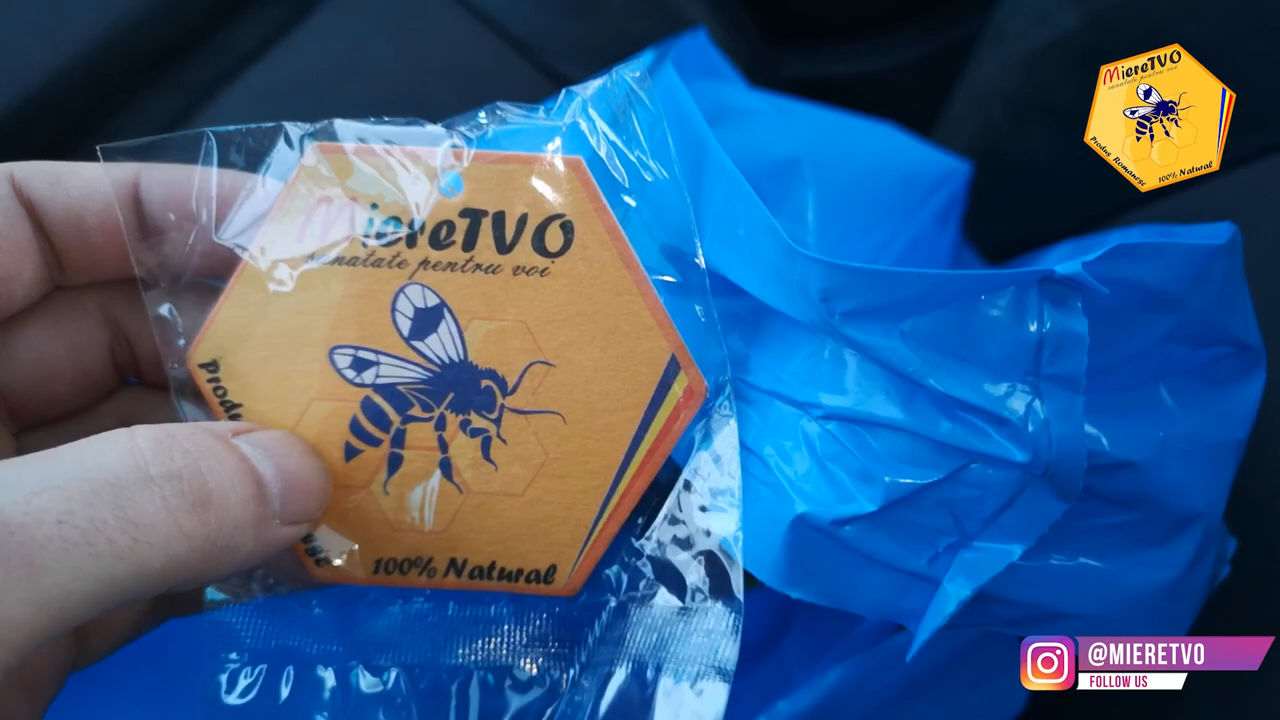 MiereTVO
sanatate pentru voi
100% Natural
MiereTVO
sanatate pentru voi
Produs Romanesc
100% Natural
@MIERETVO
FOLLOW US